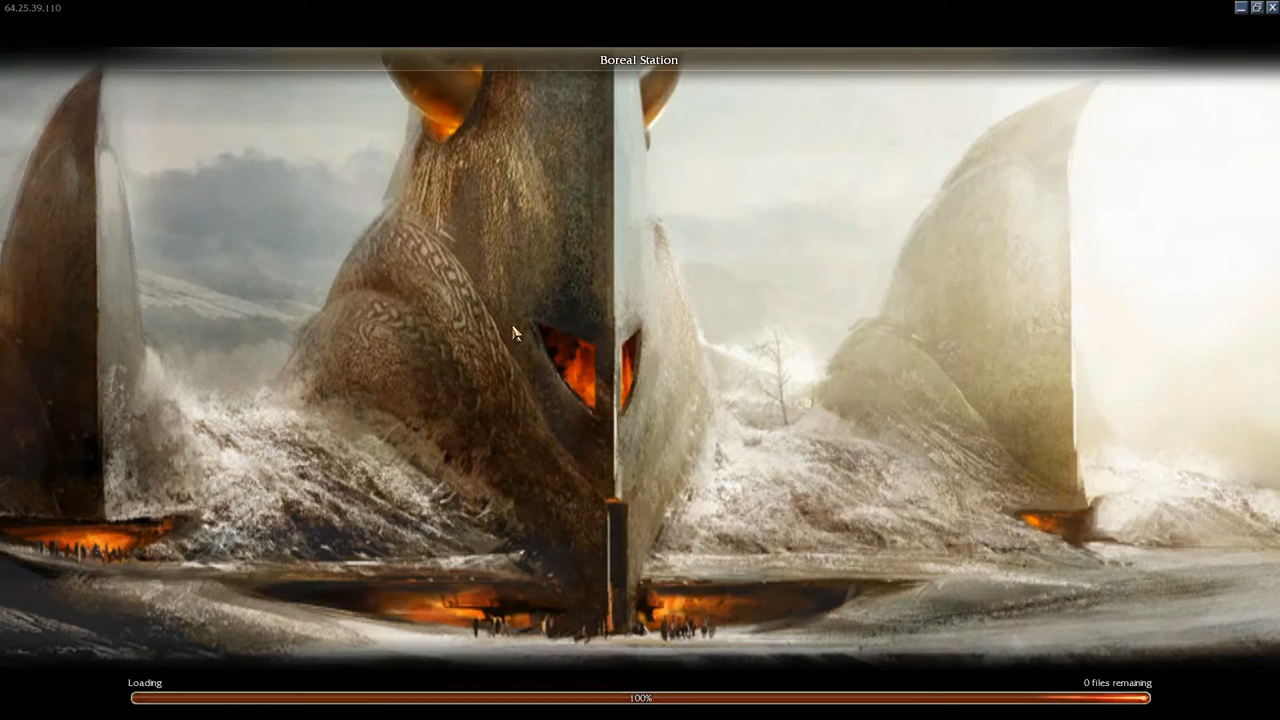 64.25.39.110
Boreal Station
Loading
0 files remaining
100%